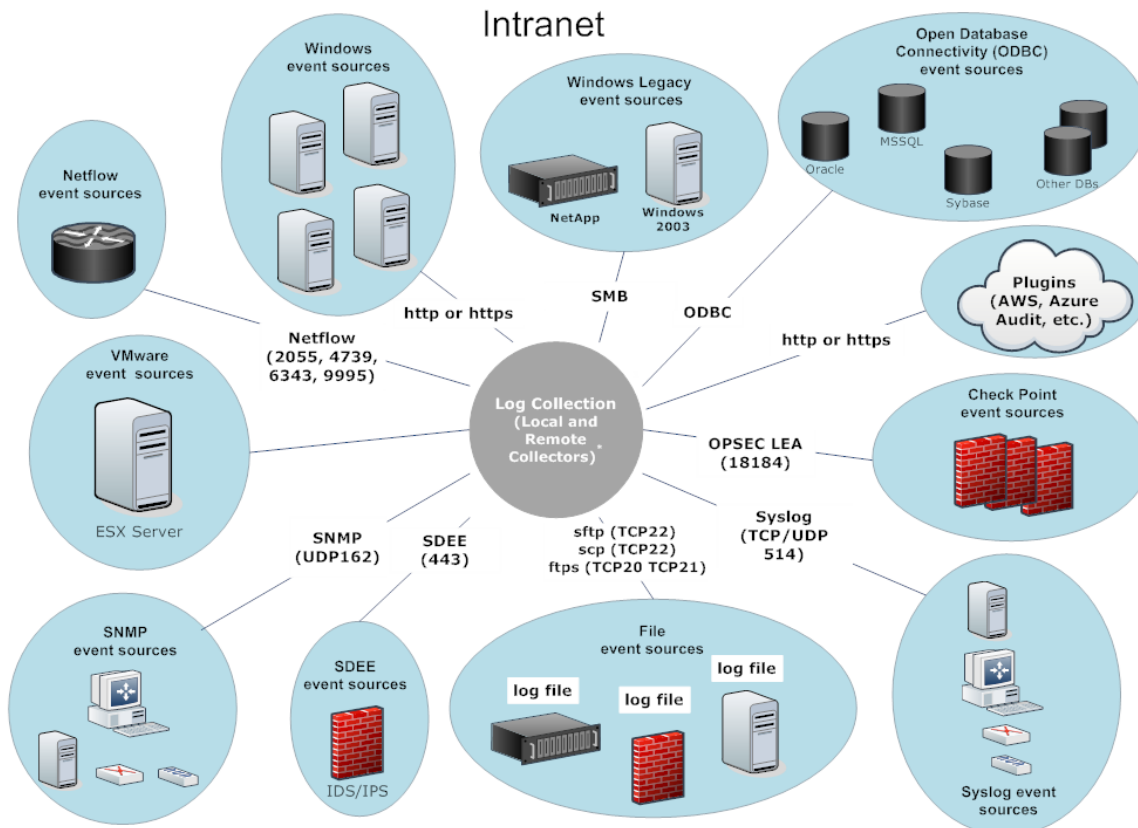 Intranet
Windows
event sources
Windows Legacy
event sources
NetApp
Windows
2003
Open Database
Connectivity (ODBC)
event sources
Oracle
MSSQL
Sybase
Other DBs
Netflow
event sources
http or https
SMB
ODBC
Plugins
(AWS, Azure
Audit, etc.)
http or https
Netflow
(2055, 4739,
6343, 9995)
VMware
event sources
ESX Server
Log Collection
(Local and
Remote
Collectors)*
Check Point
event sources
OPSEC LEA
(18184)
SNMP
(UDP162)
SDEE
(443)
sftp (TCP22)
scp (TCP22)
ftps (TCP20 TCP21)
Syslog
(TCP/UDP
514)
SNMP
event sources
SDEE
event sources
IDS/IPS
File
event sources
log file
log file
log file
Syslog event
sources